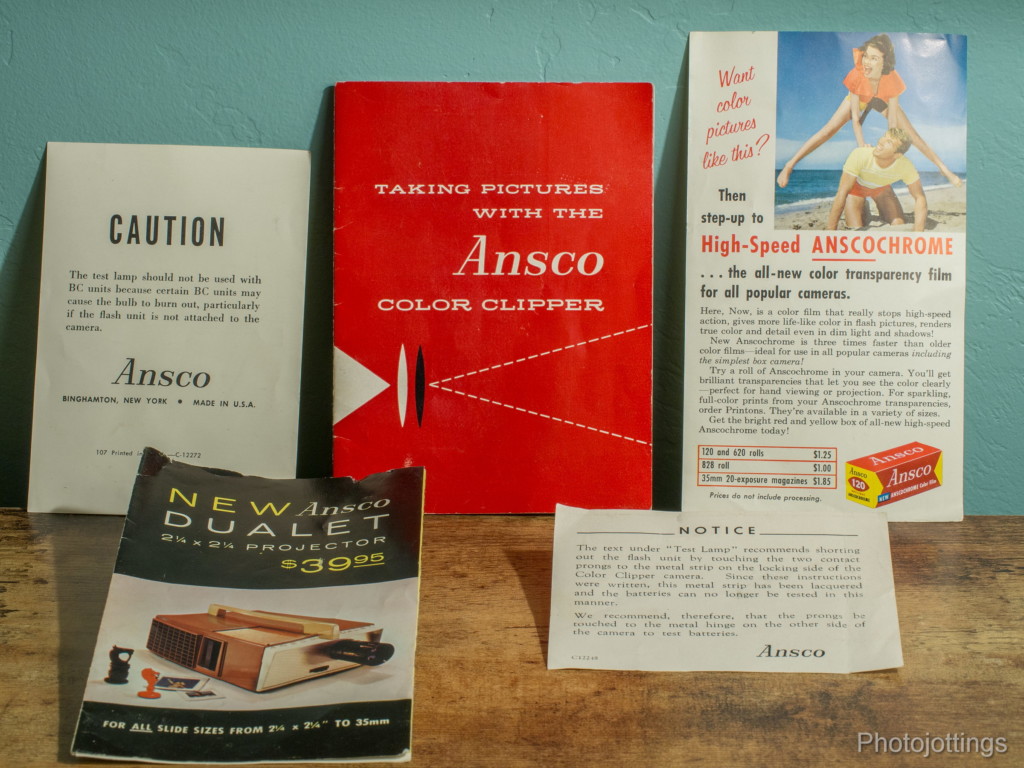 CAUTION
The test lamp should not be used with
BC units because certain BC units may
cause the bulb to burn out, particularly
if the flash unit is not attached to the
camera.
Ansco
BINGHAMTON, NEW YORK • MADE IN U.S.A.
107 Printed in —C-12272
TAKING PICTURES
WITH THE
Ansco
COLOR CLIPPER
Want
color
pictures
like this?
Then
step-up to
High-Speed ANSCOCHROME
. . . the all-new color transparency film
for all popular cameras.
Here, Now, is a color film that really stops high-speed
action, gives more life-like color in flash pictures, renders
true color and detail even in dim light and shadows!
New Anscochrome is three times faster than older
color films—ideal for use in all popular cameras including
the simplest box camera!
Try a roll of Anscochrome in your camera. You'll get
brilliant transparencies that let you see the color clearly
—perfect for hand viewing or projection. For sparkling,
full-color prints from your Anscochrome transparencies,
order Printons. They're available in a variety of sizes.
Get the bright red and yellow box of all-new high-speed
Anscochrome today!
120 and 620 rolls $1.25
828 roll $1.00
35mm 20-exposure magazines $1.85
Prices do not include processing.
Ansco
Ansco
Ansco
120
NEW ANSCOCHROME Color Film
NEW Ansco
DUALET
2¼ x 2¼ PROJECTOR
$39.95
FOR ALL SLIDE SIZES FROM 2¼ x 2¼" TO 35mm
NOTICE
The text under "Test Lamp" recommends shorting
out the flash unit by touching the two contact
prongs to the metal strip on the locking side of the
Color Clipper camera. Since these instructions
were written, this metal strip has been lacquered
and the batteries can no longer be tested in this
manner.
We recommend, therefore, that the prongs be
touched to the metal hinge on the other side of
the camera to test batteries.
Ansco
Photojottings